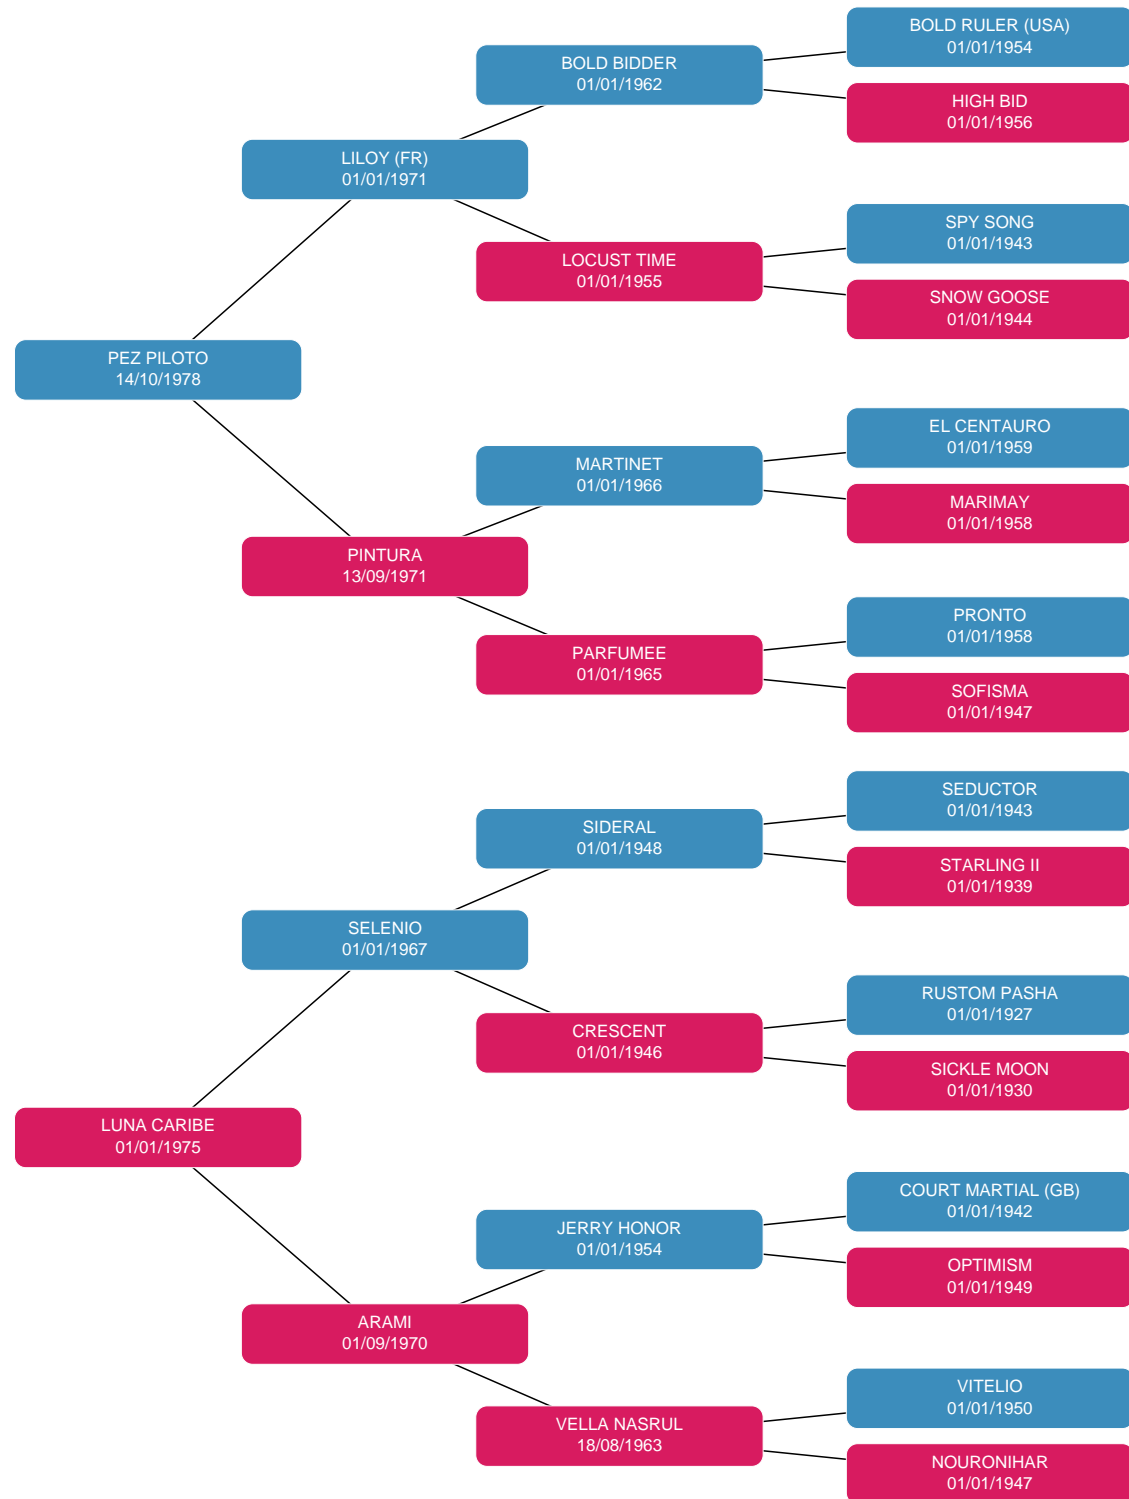 BOLD RULER (USA)
01/01/1954
BOLD BIDDER
01/01/1962
HIGH BID
01/01/1956
LILOY (FR)
01/01/1971
SPY SONG
01/01/1943
LOCUST TIME
01/01/1955
SNOW GOOSE
01/01/1944
PEZ PILOTO
14/10/1978
EL CENTAURO
01/01/1959
MARTINET
01/01/1966
MARIMAY
01/01/1958
PINTURA
13/09/1971
PRONTO
01/01/1958
PARFUMEE
01/01/1965
SOFISMA
01/01/1947
SEDUCTOR
01/01/1943
SIDERAL
01/01/1948
STARLING II
01/01/1939
SELENIO
01/01/1967
RUSTOM PASHA
01/01/1927
CRESCENT
01/01/1946
SICKLE MOON
01/01/1930
LUNA CARIBE
01/01/1975
COURT MARTIAL (GB)
01/01/1942
JERRY HONOR
01/01/1954
OPTIMISM
01/01/1949
ARAMI
01/09/1970
VITELIO
01/01/1950
VELLA NASRUL
18/08/1963
NOURONIHAR
01/01/1947